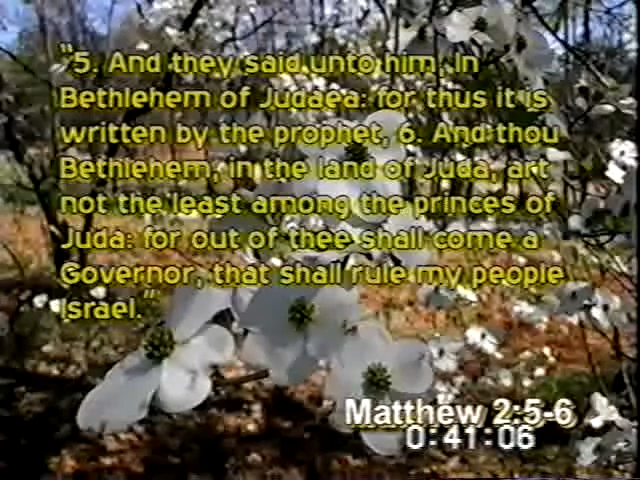 "5. And they said unto him, In
Bethlehem of Judaea: for thus it is
written by the prophet, 6. And thou
Bethlehem, in the land of Juda, art
not the least among the princes of
Juda: for out of thee shall come a
Governor, that shall rule my people
Israel."
Matthew 2:5-6
0:41:06